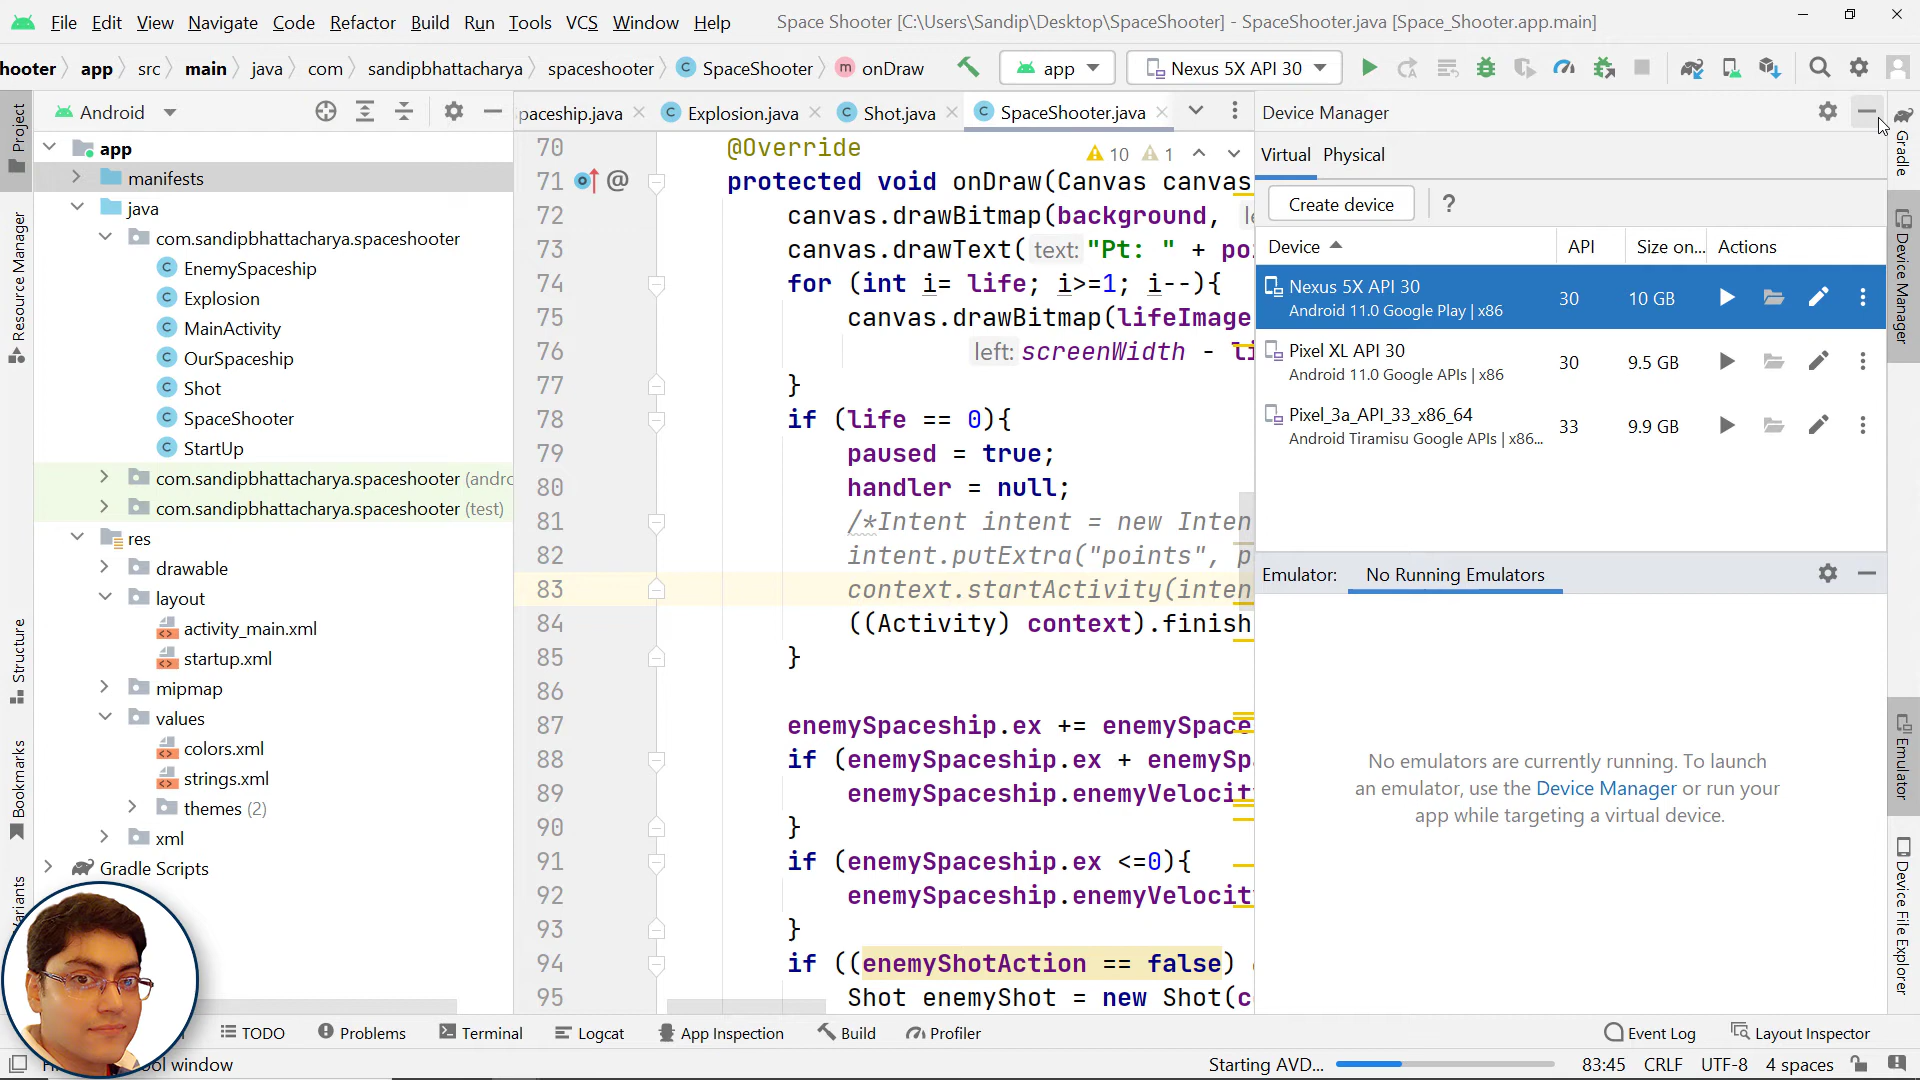 File Edit View Navigate Code Refactor Build Run Tools VCS Window Help Space Shooter [C:\Users\Sandip\Desktop\SpaceShooter] - SpaceShooter.java [Space_Shooter.app.main]
hooter app src main java com sandipbhattacharya spaceshooter C SpaceShooter m onDraw app Nexus 5X API 30
Android
paceship.java Explosion.java Shot.java SpaceShooter.java
Device Manager
Project
Resource Manager
Structure
Bookmarks
app
manifests
java
com.sandipbhattacharya.spaceshooter
EnemySpaceship
Explosion
MainActivity
OurSpaceship
Shot
SpaceShooter
StartUp
com.sandipbhattacharya.spaceshooter (andro
com.sandipbhattacharya.spaceshooter (test)
res
drawable
layout
activity_main.xml
startup.xml
mipmap
values
colors.xml
strings.xml
themes (2)
xml
Gradle Scripts
10 1
70 @Override
71 @ protected void onDraw(Canvas canvas
72 canvas.drawBitmap(background,
73 canvas.drawText( text: "Pt: " +
74 for (int i= life; i>=1; i--){
75 canvas.drawBitmap(lifeImage
76 left: screenWidth - li
77 }
78 if (life == 0){
79 paused = true;
80 handler = null;
81 /*Intent intent = new Inten
82 intent.putExtra("points", p
83 context.startActivity(inten
84 ((Activity) context).finish
85 }
86
87 enemySpaceship.ex += enemySpace
88 if (enemySpaceship.ex + enemySp
89 enemySpaceship.enemyVelocit
90 }
91 if (enemySpaceship.ex <=0){
92 enemySpaceship.enemyVelocit
93 }
94 if ((enemyShotAction == false)
95 Shot enemyShot = new Shot(c
Virtual Physical
Create device ?
Device API Size on... Actions
Nexus 5X API 30
Android 11.0 Google Play | x86
30 10 GB
Pixel XL API 30
Android 11.0 Google APIs | x86
30 9.5 GB
Pixel_3a_API_33_x86_64
Android Tiramisu Google APIs | x86...
33 9.9 GB
Emulator: No Running Emulators
No emulators are currently running. To launch
an emulator, use the Device Manager or run your
app while targeting a virtual device.
Gradle
Device Manager
Emulator
Device File Explorer
TODO Problems Terminal Logcat App Inspection Build Profiler Event Log Layout Inspector
window Starting AVD... 83:45 CRLF UTF-8 4 spaces